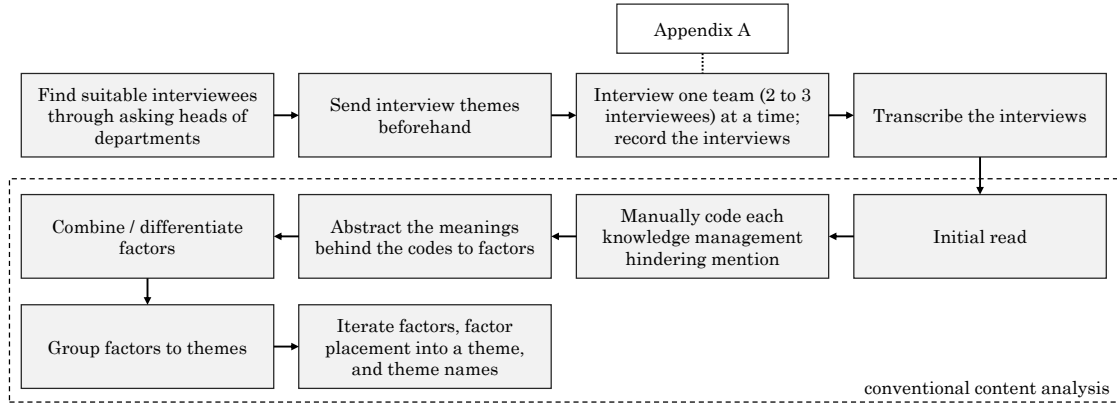 Appendix A
Find suitable interviewees
through asking heads of
departments
Send interview themes
beforehand
Interview one team (2 to 3
interviewees) at a time;
record the interviews
Transcribe the interviews
Initial read
Manually code each
knowledge management
hindering mention
Abstract the meanings
behind the codes to factors
Combine / differentiate
factors
Group factors to themes
Iterate factors, factor
placement into a theme,
and theme names
conventional content analysis